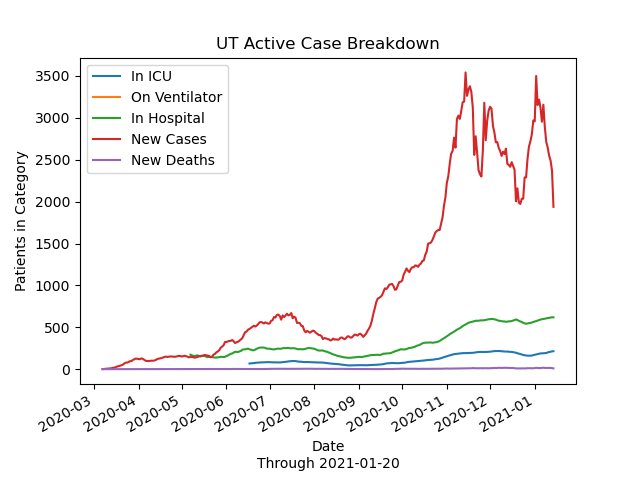 UT Active Case Breakdown
In ICU
On Ventilator
In Hospital
New Cases
New Deaths
Patients in Category
3500
3000
2500
2000
1500
1000
500
0
2020-03
2020-04
2020-05
2020-06
2020-07
2020-08
2020-09
2020-10
2020-11
2020-12
2021-01
Date
Through 2021-01-20